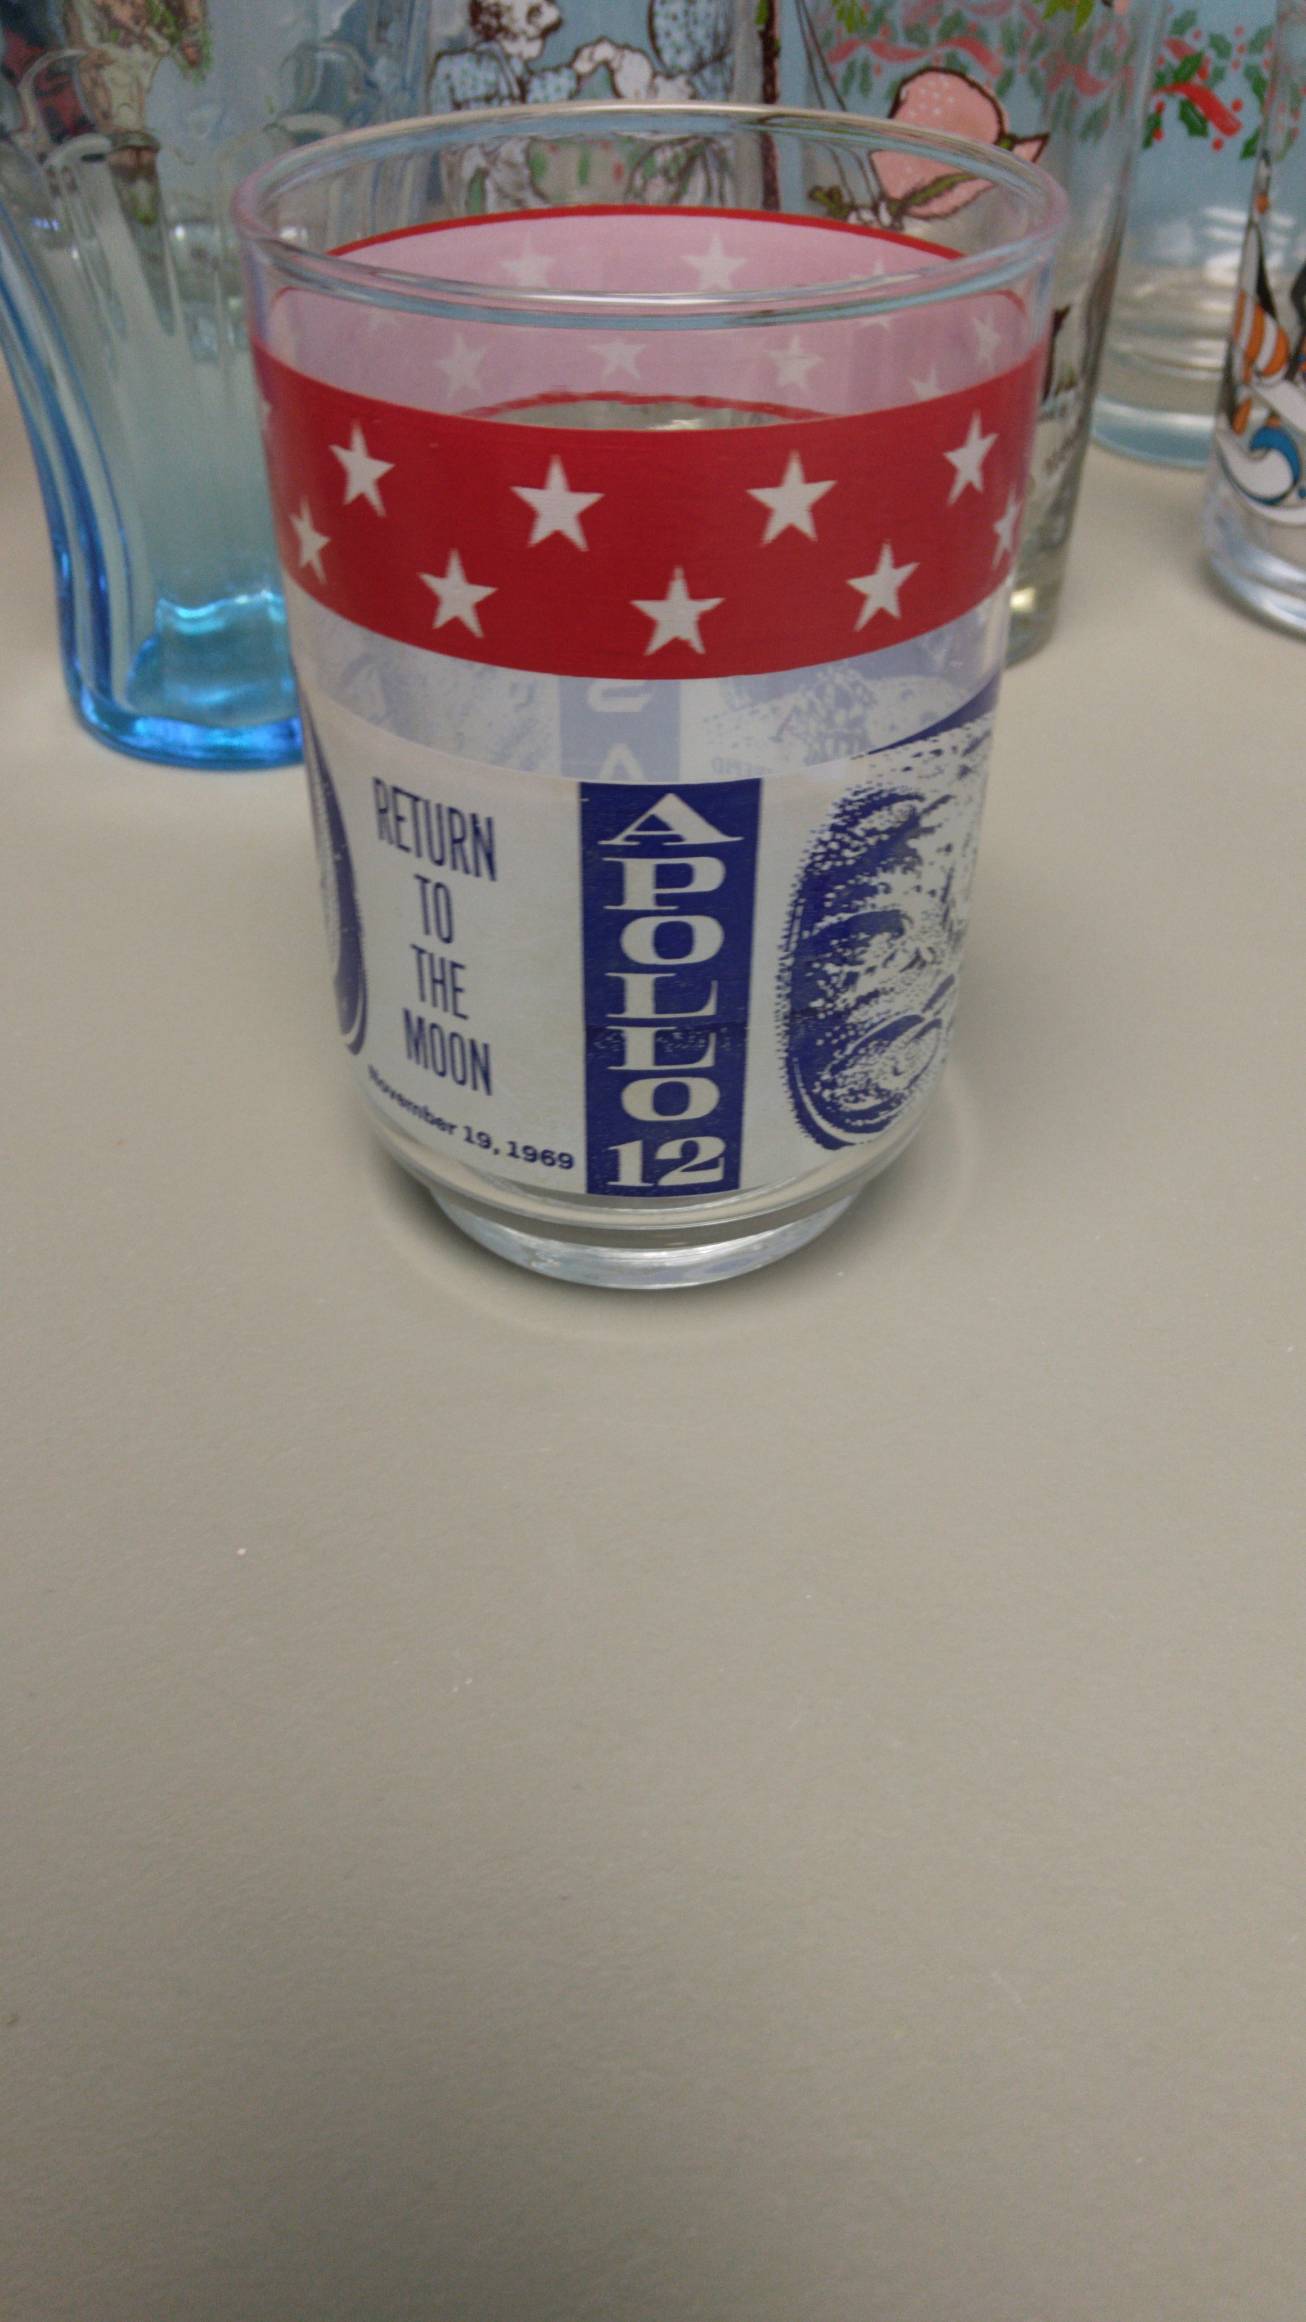 RETURN
TO
THE
MOON
November 19, 1969
APOLLO
12